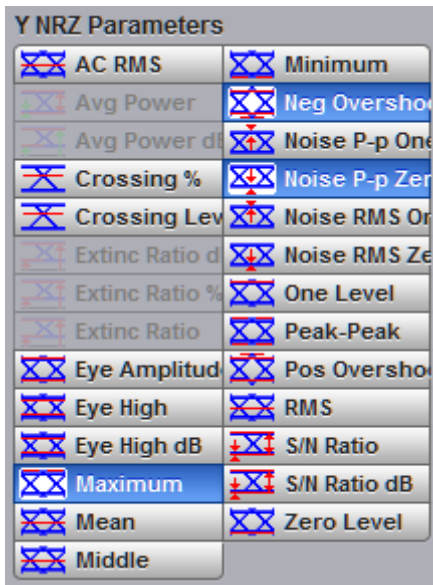 Y NRZ Parameters
AC RMS
Avg Power
Avg Power dB
Crossing %
Crossing Lev
Extinc Ratio d
Extinc Ratio %
Extinc Ratio
Eye Amplitud
Eye High
Eye High dB
Maximum
Mean
Middle
Minimum
Neg Overshoo
Noise P-p One
Noise P-p Zer
Noise RMS On
Noise RMS Ze
One Level
Peak-Peak
Pos Overshoo
RMS
S/N Ratio
S/N Ratio dB
Zero Level